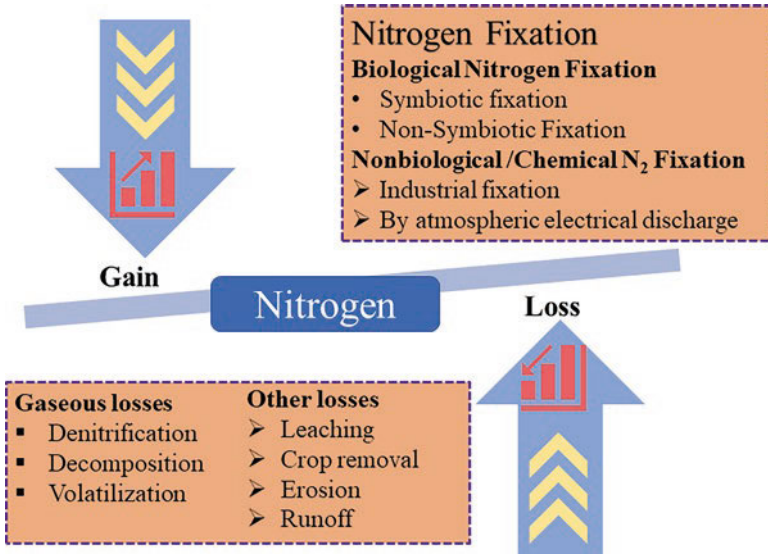 Nitrogen Fixation
Biological Nitrogen Fixation
• Symbiotic fixation
• Non-Symbiotic Fixation
Nonbiological /Chemical N₂ Fixation
➢ Industrial fixation
➢ By atmospheric electrical discharge
Gain
Nitrogen
Loss
Gaseous losses
▪ Denitrification
▪ Decomposition
▪ Volatilization
Other losses
➢ Leaching
➢ Crop removal
➢ Erosion
➢ Runoff